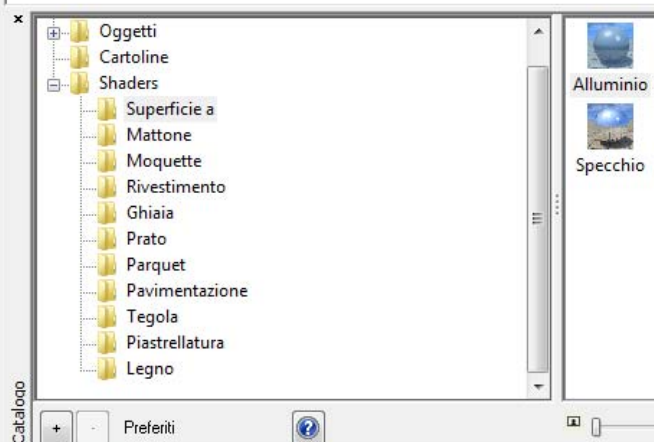 Oggetti
Cartoline
Shaders
Superficie a
Mattone
Moquette
Rivestimento
Ghiaia
Prato
Parquet
Pavimentazione
Tegola
Piastrellatura
Legno
Alluminio
Specchio
Catalogo
Preferiti